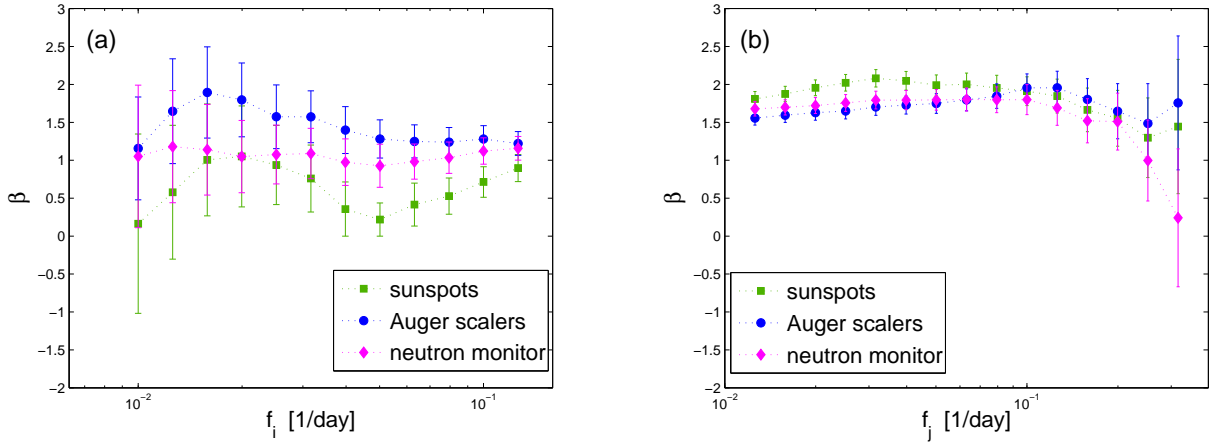 (a)
3
2.5
2
1.5
1
0.5
0
−0.5
−1
−1.5
−2
β
sunspots
Auger scalers
neutron monitor
10⁻² 10⁻¹
f_i [1/day]
(b)
3
2.5
2
1.5
1
0.5
0
−0.5
−1
−1.5
−2
β
sunspots
Auger scalers
neutron monitor
10⁻² 10⁻¹
f_j [1/day]